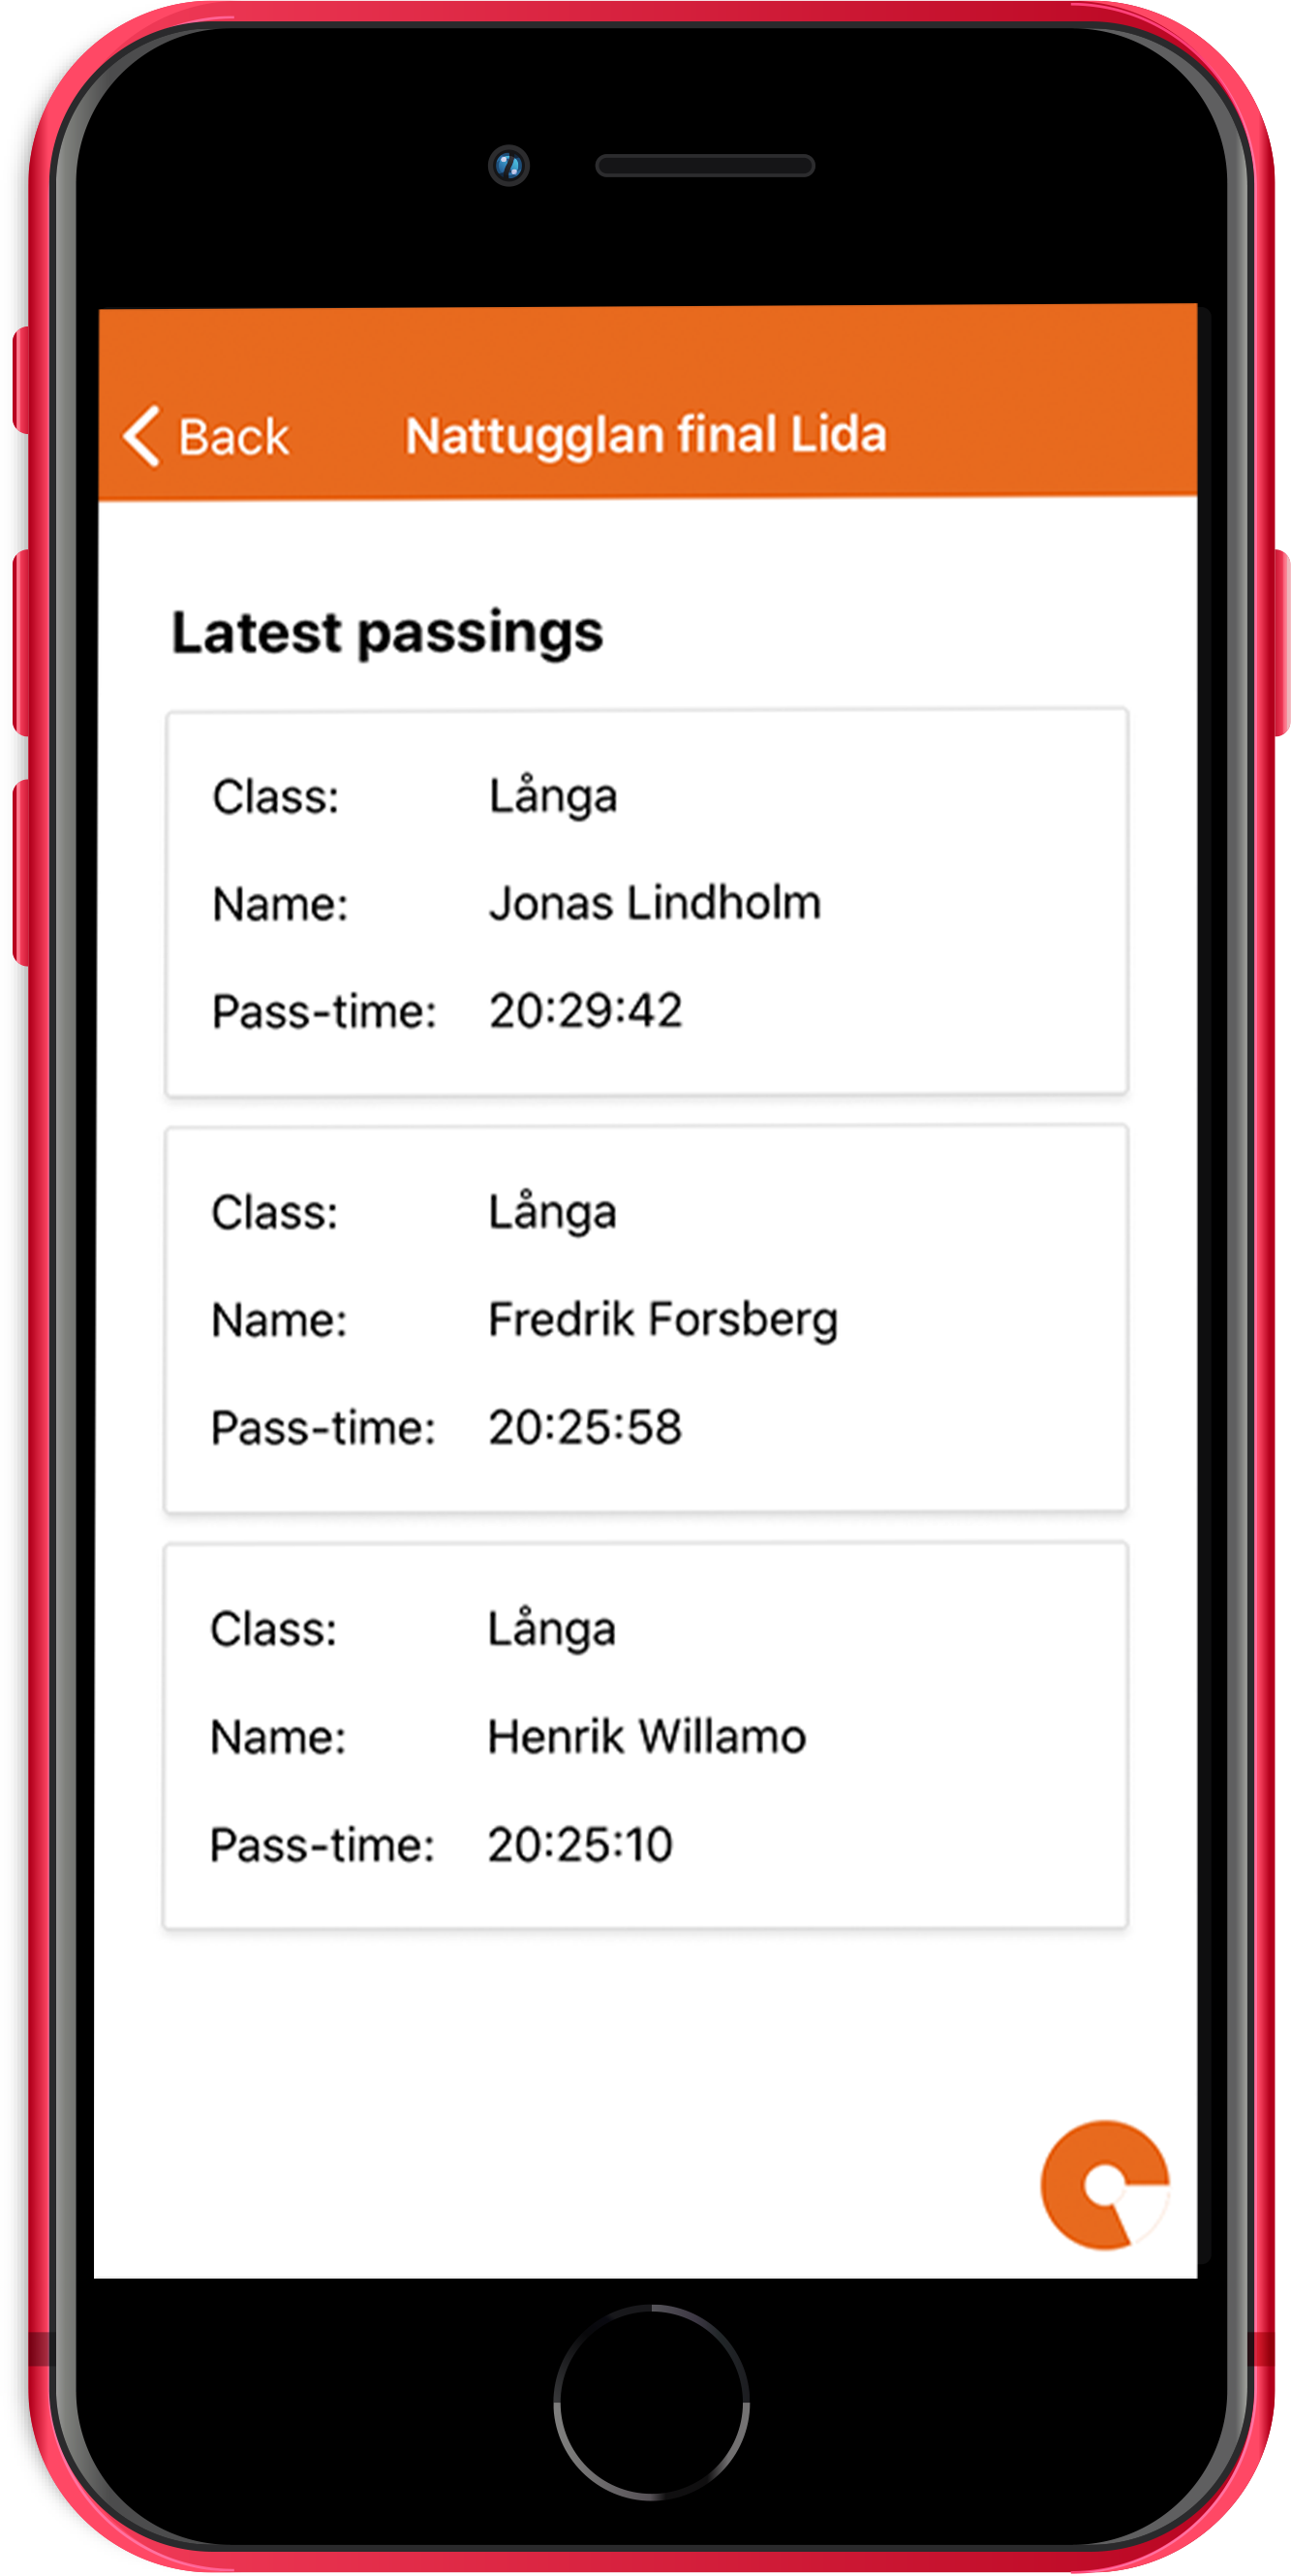 Back Nattugglan final Lida
Latest passings
Class: Långa
Name: Jonas Lindholm
Pass-time: 20:29:42
Class: Långa
Name: Fredrik Forsberg
Pass-time: 20:25:58
Class: Långa
Name: Henrik Willamo
Pass-time: 20:25:10